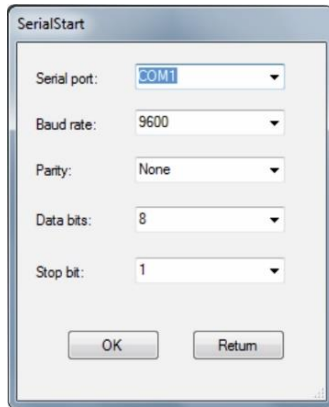 SerialStart
Serial port: COM1
Baud rate: 9600
Parity: None
Data bits: 8
Stop bit: 1
OK Return